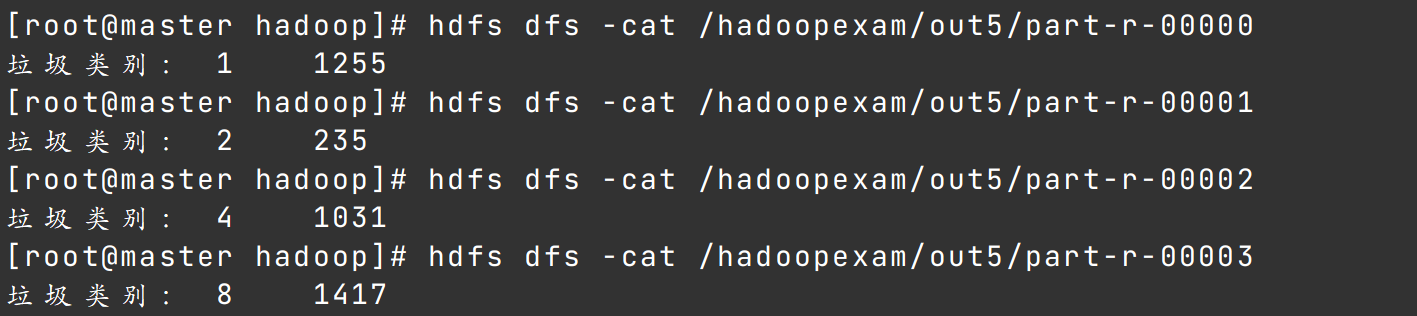 [root@master hadoop]# hdfs dfs -cat /hadoopexam/out5/part-r-00000
垃圾类别： 1    1255
[root@master hadoop]# hdfs dfs -cat /hadoopexam/out5/part-r-00001
垃圾类别： 2    235
[root@master hadoop]# hdfs dfs -cat /hadoopexam/out5/part-r-00002
垃圾类别： 4    1031
[root@master hadoop]# hdfs dfs -cat /hadoopexam/out5/part-r-00003
垃圾类别： 8    1417